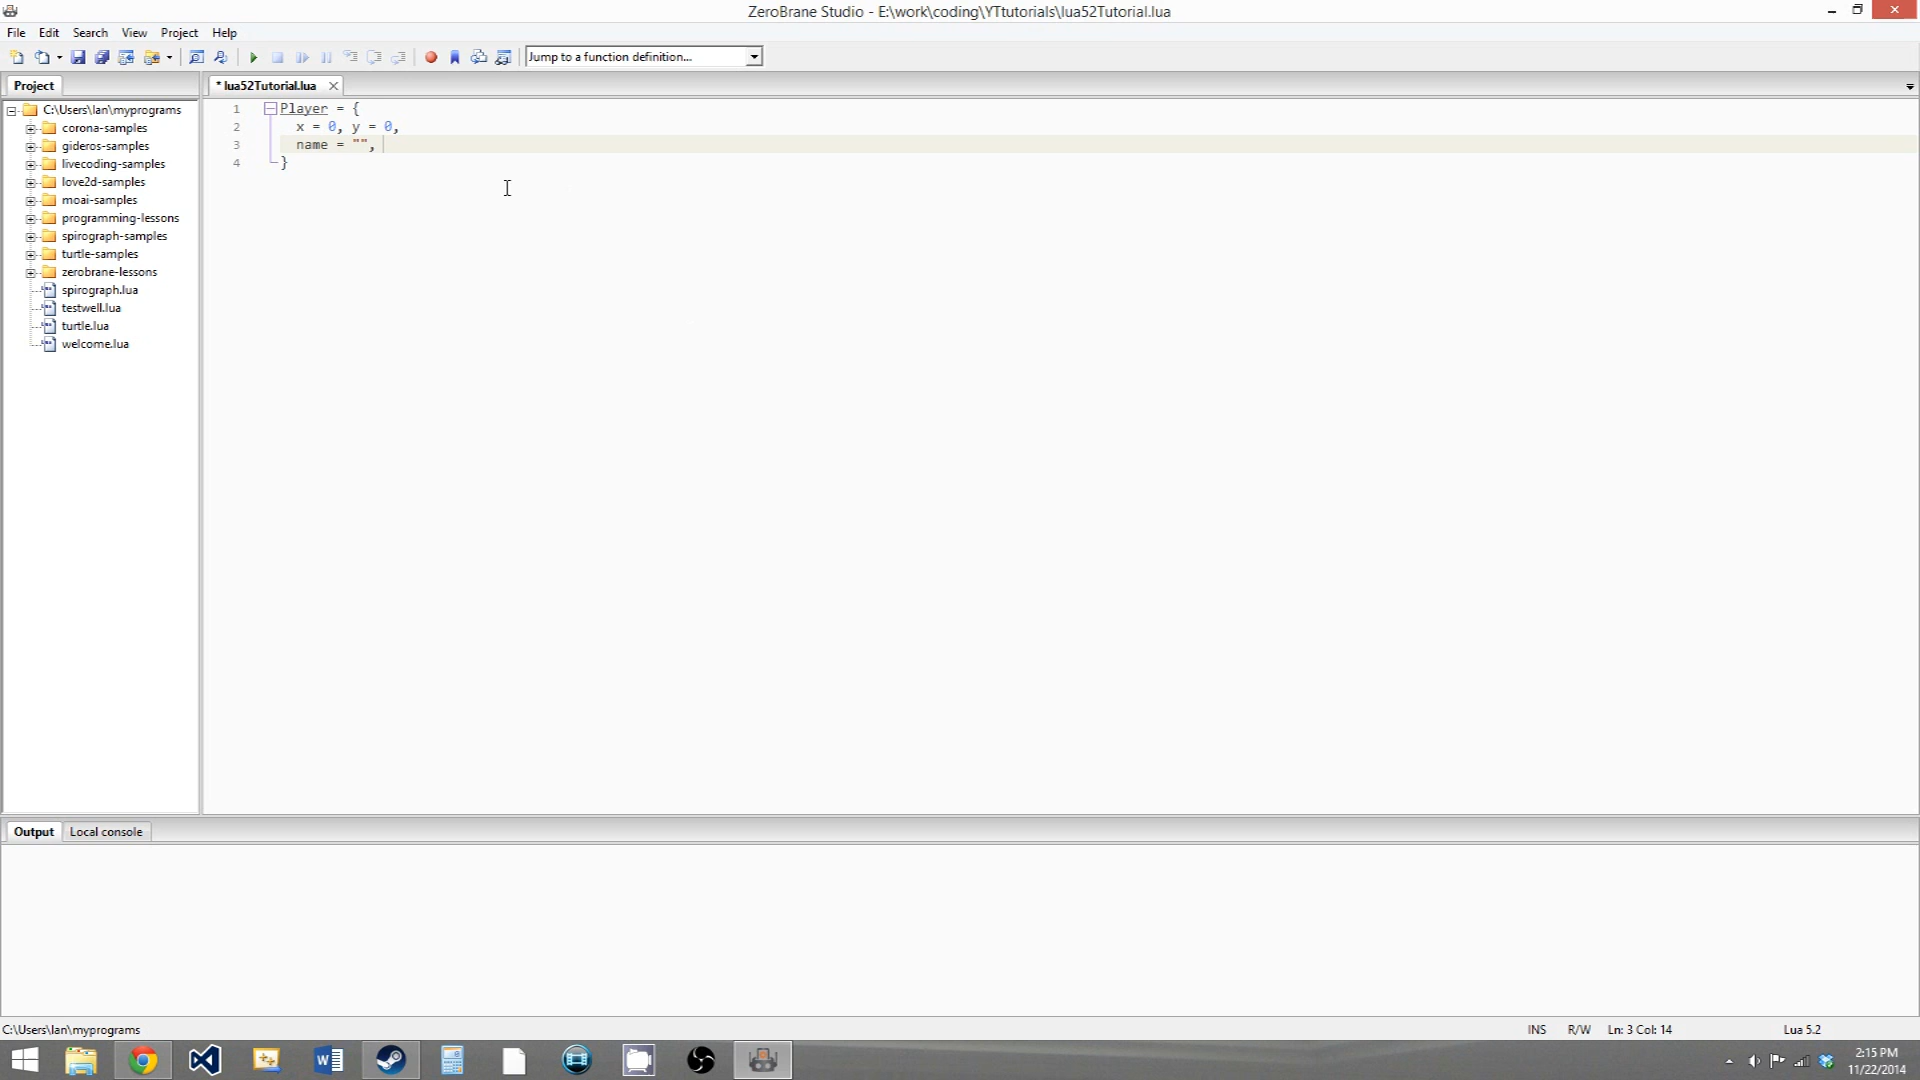 ZeroBrane Studio - E:\work\coding\YTtutorials\lua52Tutorial.lua
File Edit Search View Project Help
Jump to a function definition...
Project
* lua52Tutorial.lua
C:\Users\Ian\myprograms
corona-samples
gideros-samples
livecoding-samples
love2d-samples
moai-samples
programming-lessons
spirograph-samples
turtle-samples
zerobrane-lessons
spirograph.lua
testwell.lua
turtle.lua
welcome.lua
1 Player = {
2 x = 0, y = 0,
3 name = "",
4 }
Output Local console
C:\Users\Ian\myprograms INS R/W Ln: 3 Col: 14 Lua 5.2
2:15 PM
11/22/2014